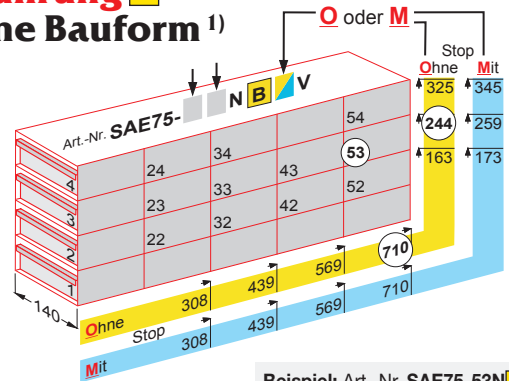 ne Bauform 1)
O oder M
Stop
Ohne Mit
Art.-Nr. SAE75- N B V
325 345
244 259
163 173
54
34 53
24 43
33 52
23 42
32
22
4
3
2
1
140
710
308 439 569
Ohne
Stop
308 439 569 710
Mit
Beispiel: Art.-Nr. SAE75-53N